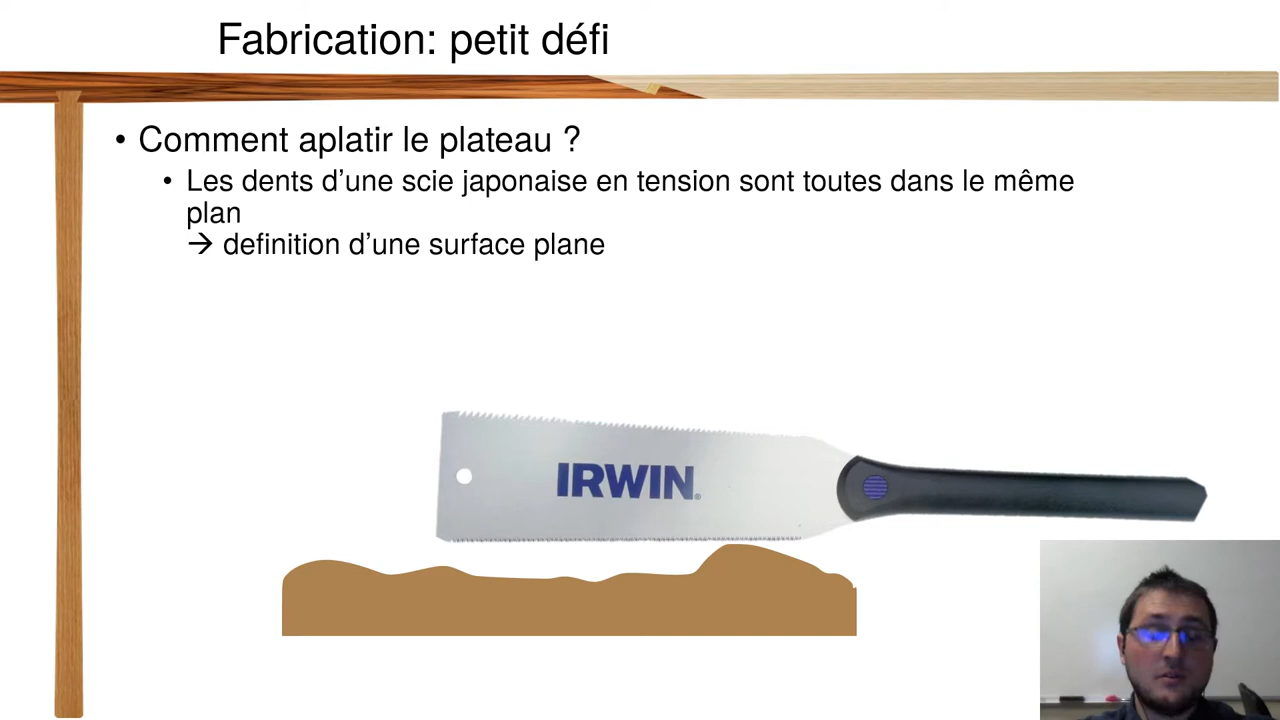 Fabrication: petit défi
• Comment aplatir le plateau ?
• Les dents d’une scie japonaise en tension sont toutes dans le même
plan
→ definition d’une surface plane
IRWIN®